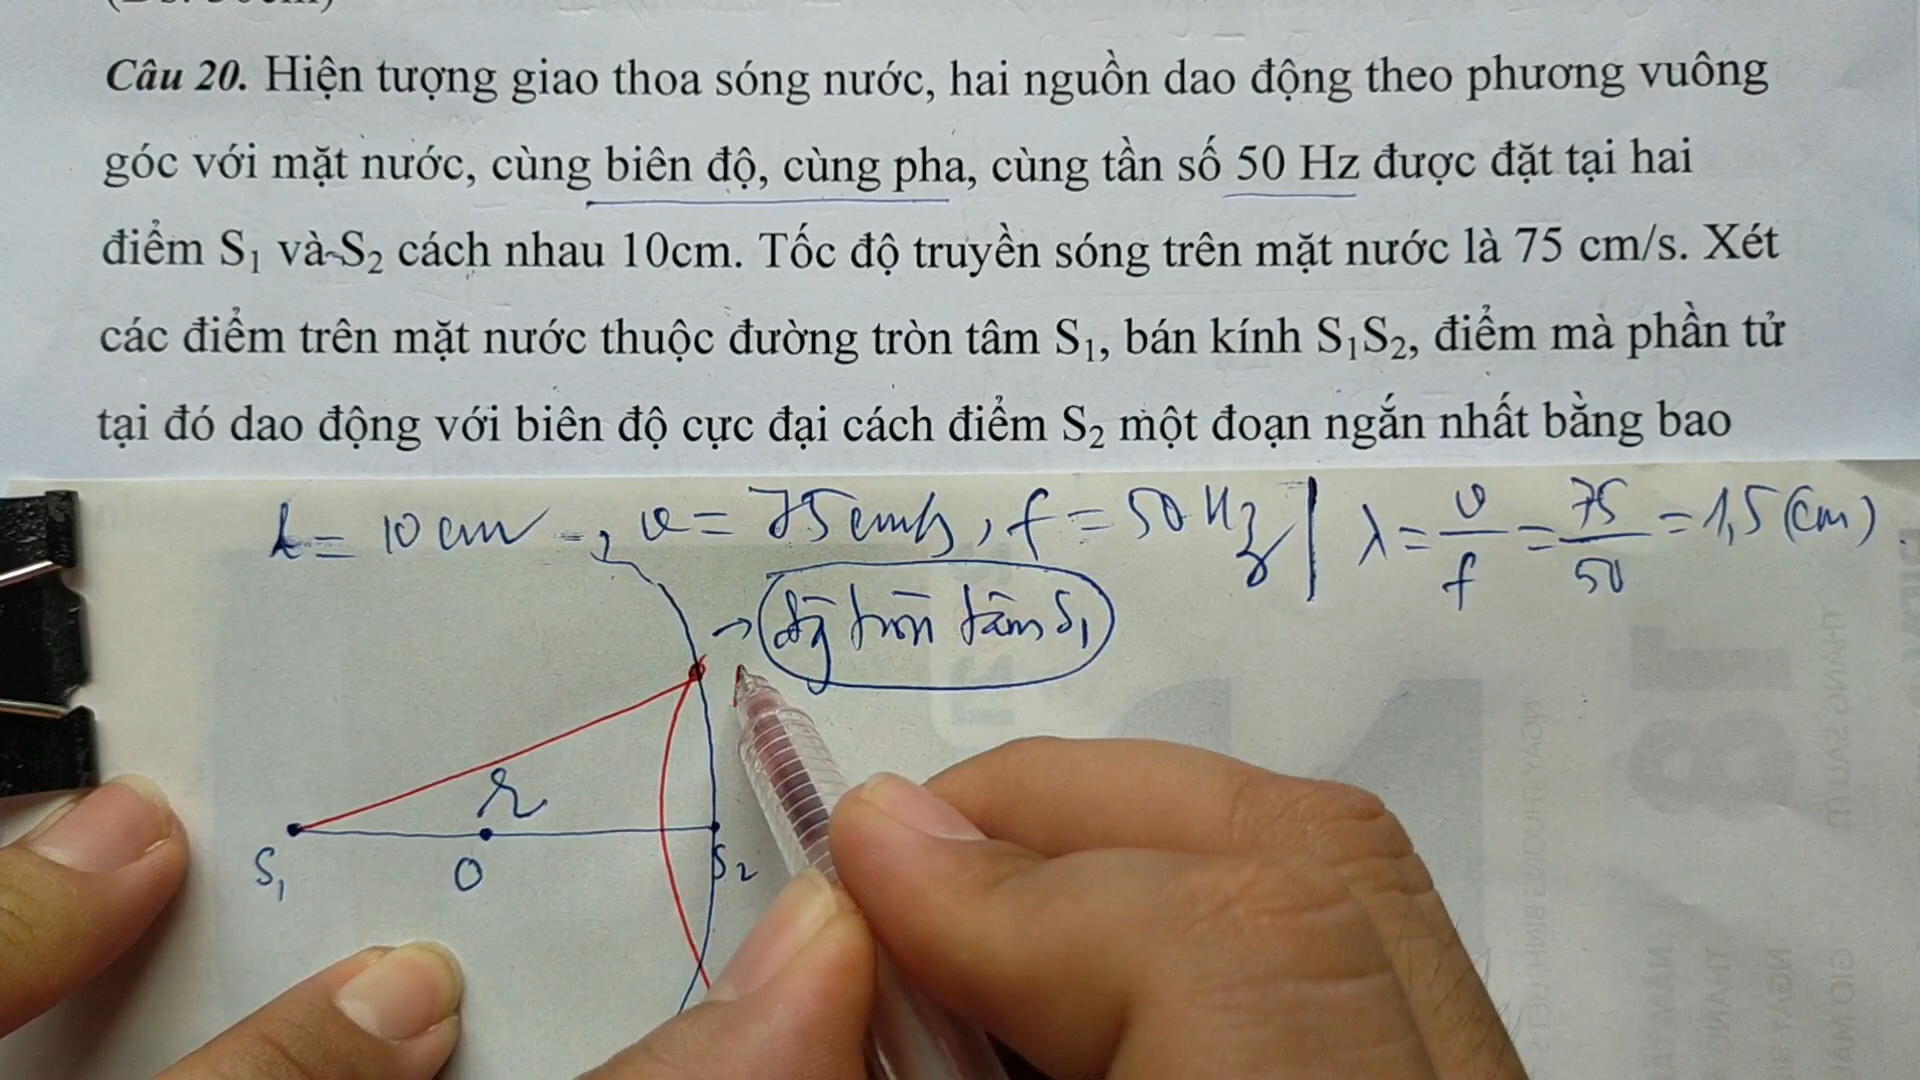 Câu 20. Hiện tượng giao thoa sóng nước, hai nguồn dao động theo phương vuông
góc với mặt nước, cùng biên độ, cùng pha, cùng tần số 50 Hz được đặt tại hai
điểm S₁ và S₂ cách nhau 10cm. Tốc độ truyền sóng trên mặt nước là 75 cm/s. Xét
các điểm trên mặt nước thuộc đường tròn tâm S₁, bán kính S₁S₂, điểm mà phần tử
tại đó dao động với biên độ cực đại cách điểm S₂ một đoạn ngắn nhất bằng bao
= 10 cm, v = 75 cm/s, f = 50 Hz | λ = v/f = 75/50 = 1,5 (cm).
→ tròn tâm S₁
S₁ O S₂